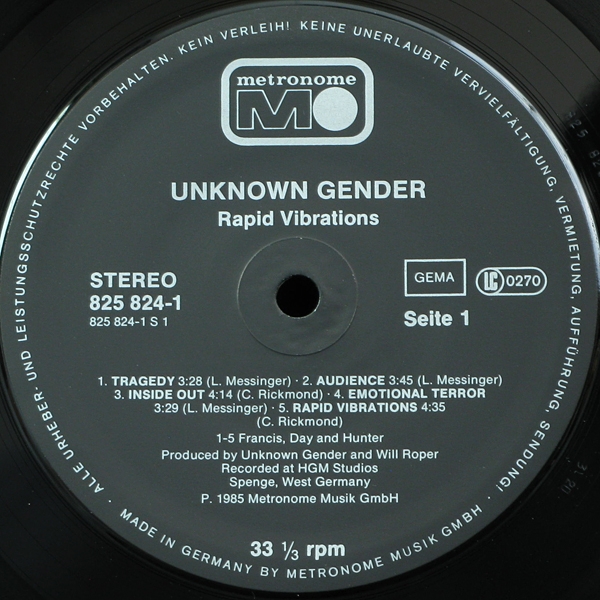 ALLE URHEBER- UND LEISTUNGSSCHUTZRECHTE VORBEHALTEN. KEIN VERLEIH! KEINE UNERLAUBTE VERVIELFÄLTIGUNG, VERMIETUNG, AUFFÜHRUNG, SENDUNG!
metronome
MO
UNKNOWN GENDER
Rapid Vibrations
STEREO
825 824-1
825 824-1 S 1
GEMA
LC 0270
Seite 1
1. TRAGEDY 3:28 (L. Messinger) · 2. AUDIENCE 3:45 (L. Messinger)
3. INSIDE OUT 4:14 (C. Rickmond) · 4. EMOTIONAL TERROR
3:29 (L. Messinger) · 5. RAPID VIBRATIONS 4:35
(C. Rickmond)
1-5 Francis, Day and Hunter
Produced by Unknown Gender and Will Roper
Recorded at HGM Studios
Spenge, West Germany
P. 1985 Metronome Musik GmbH
33 ⅓ rpm
· MADE IN GERMANY BY METRONOME MUSIK GMBH ·